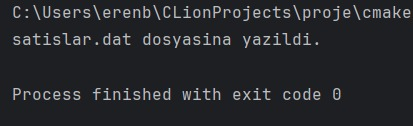 C:\Users\erenb\CLionProjects\proje\cmake
satislar.dat dosyasina yazildi.
Process finished with exit code 0